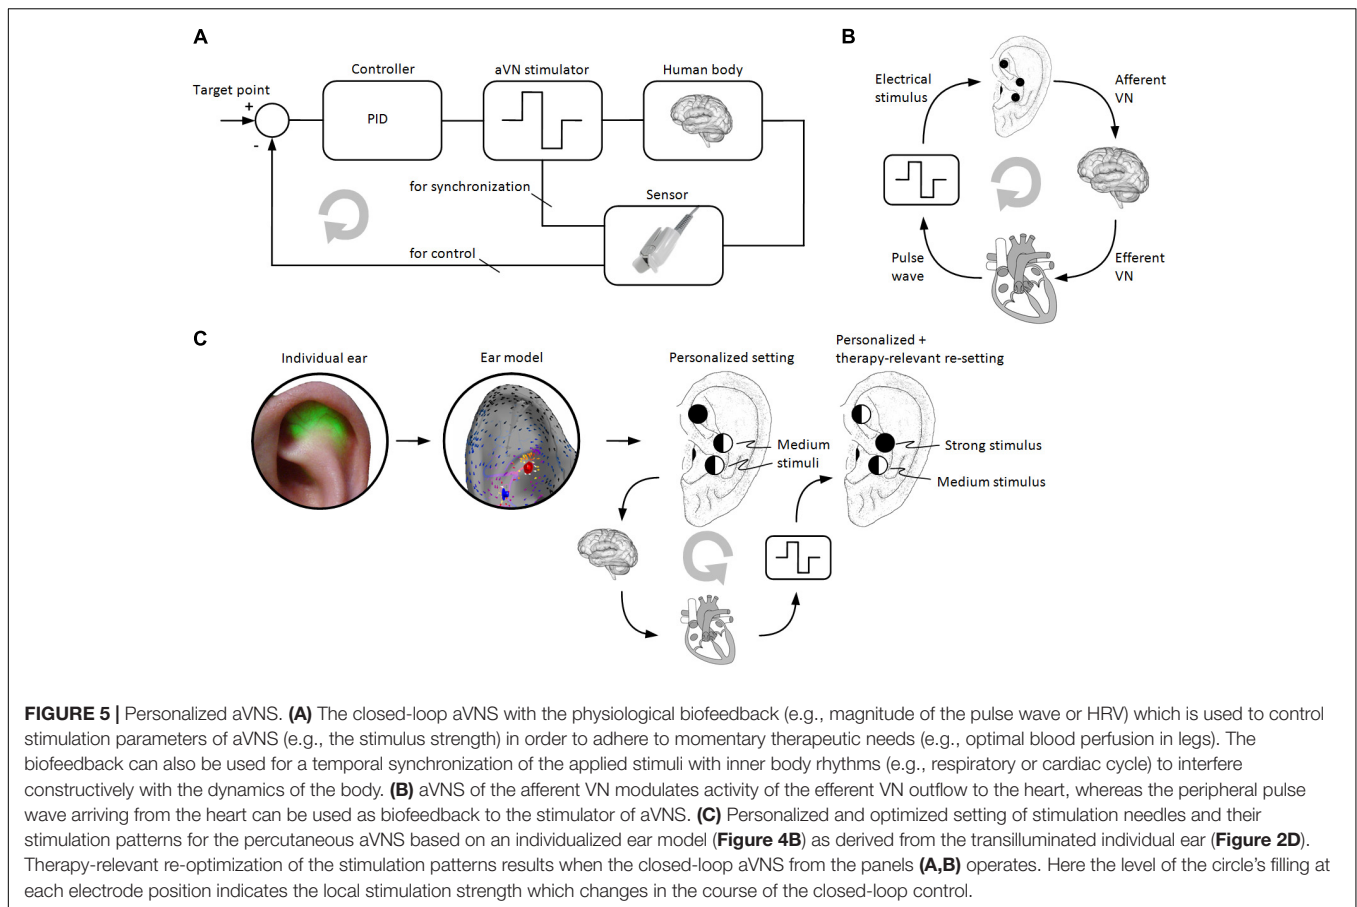 A
Controller
aVN stimulator
Human body
Target point
+
PID
-
for synchronization
Sensor
for control
B
Electrical
stimulus
Afferent
VN
Pulse
wave
Efferent
VN
C
Individual ear
Ear model
Personalized setting
Personalized +
therapy-relevant re-setting
Medium
stimuli
Strong stimulus
Medium stimulus
FIGURE 5 | Personalized aVNS. (A) The closed-loop aVNS with the physiological biofeedback (e.g., magnitude of the pulse wave or HRV) which is used to control
stimulation parameters of aVNS (e.g., the stimulus strength) in order to adhere to momentary therapeutic needs (e.g., optimal blood perfusion in legs). The
biofeedback can also be used for a temporal synchronization of the applied stimuli with inner body rhythms (e.g., respiratory or cardiac cycle) to interfere
constructively with the dynamics of the body. (B) aVNS of the afferent VN modulates activity of the efferent VN outflow to the heart, whereas the peripheral pulse
wave arriving from the heart can be used as biofeedback to the stimulator of aVNS. (C) Personalized and optimized setting of stimulation needles and their
stimulation patterns for the percutaneous aVNS based on an individualized ear model (Figure 4B) as derived from the transilluminated individual ear (Figure 2D).
Therapy-relevant re-optimization of the stimulation patterns results when the closed-loop aVNS from the panels (A,B) operates. Here the level of the circle's filling at
each electrode position indicates the local stimulation strength which changes in the course of the closed-loop control.